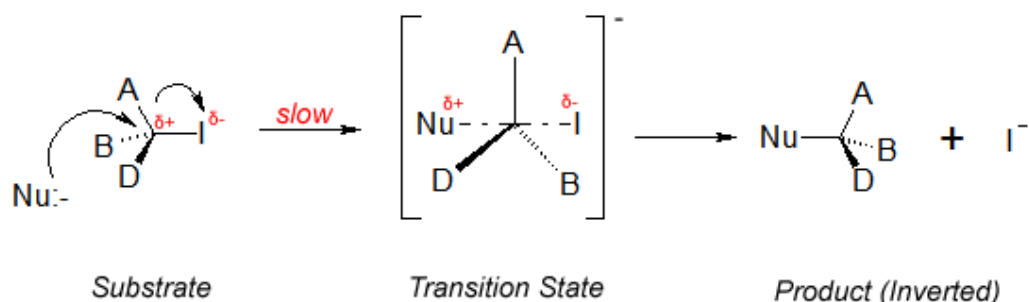 A
δ+
δ-
B
I
D
Nu:-
slow
-
A
δ+
δ-
Nu
I
D
B
A
Nu
B
D
+
I−
Substrate
Transition State
Product (Inverted)